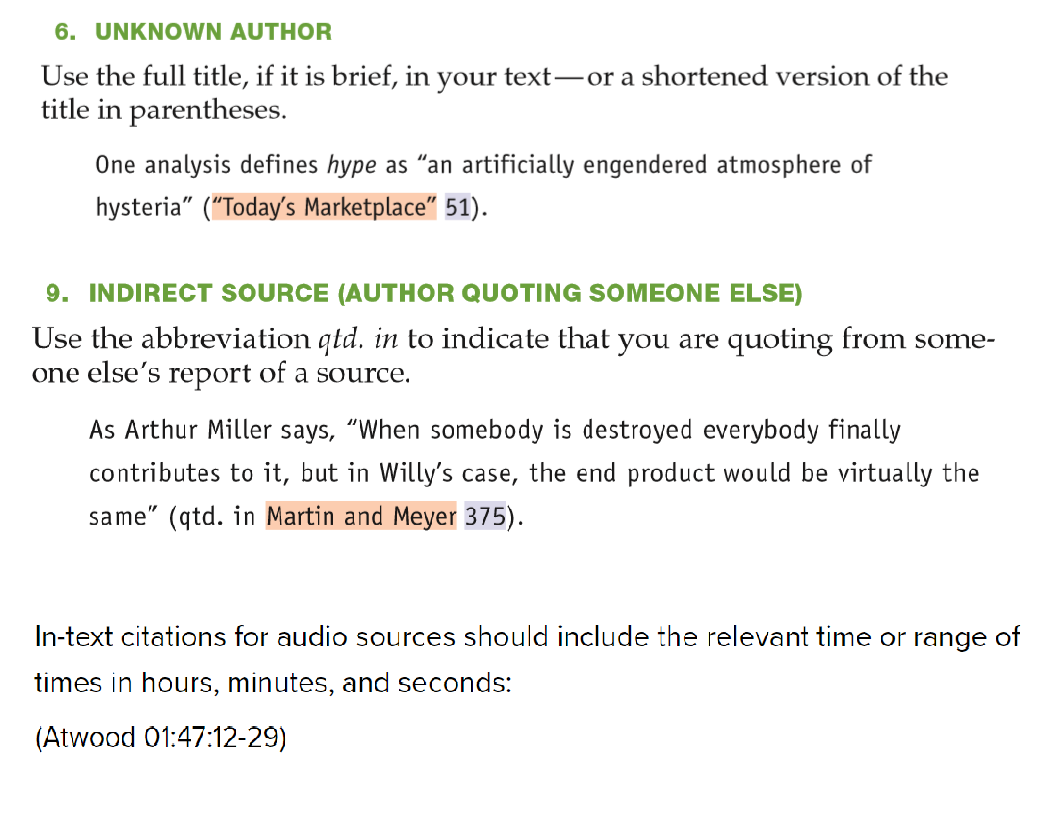 6. UNKNOWN AUTHOR
Use the full title, if it is brief, in your text—or a shortened version of the
title in parentheses.
One analysis defines hype as “an artificially engendered atmosphere of
hysteria” (“Today’s Marketplace” 51).
9. INDIRECT SOURCE (AUTHOR QUOTING SOMEONE ELSE)
Use the abbreviation qtd. in to indicate that you are quoting from some-
one else’s report of a source.
As Arthur Miller says, “When somebody is destroyed everybody finally
contributes to it, but in Willy’s case, the end product would be virtually the
same” (qtd. in Martin and Meyer 375).
In-text citations for audio sources should include the relevant time or range of
times in hours, minutes, and seconds:
(Atwood 01:47:12-29)